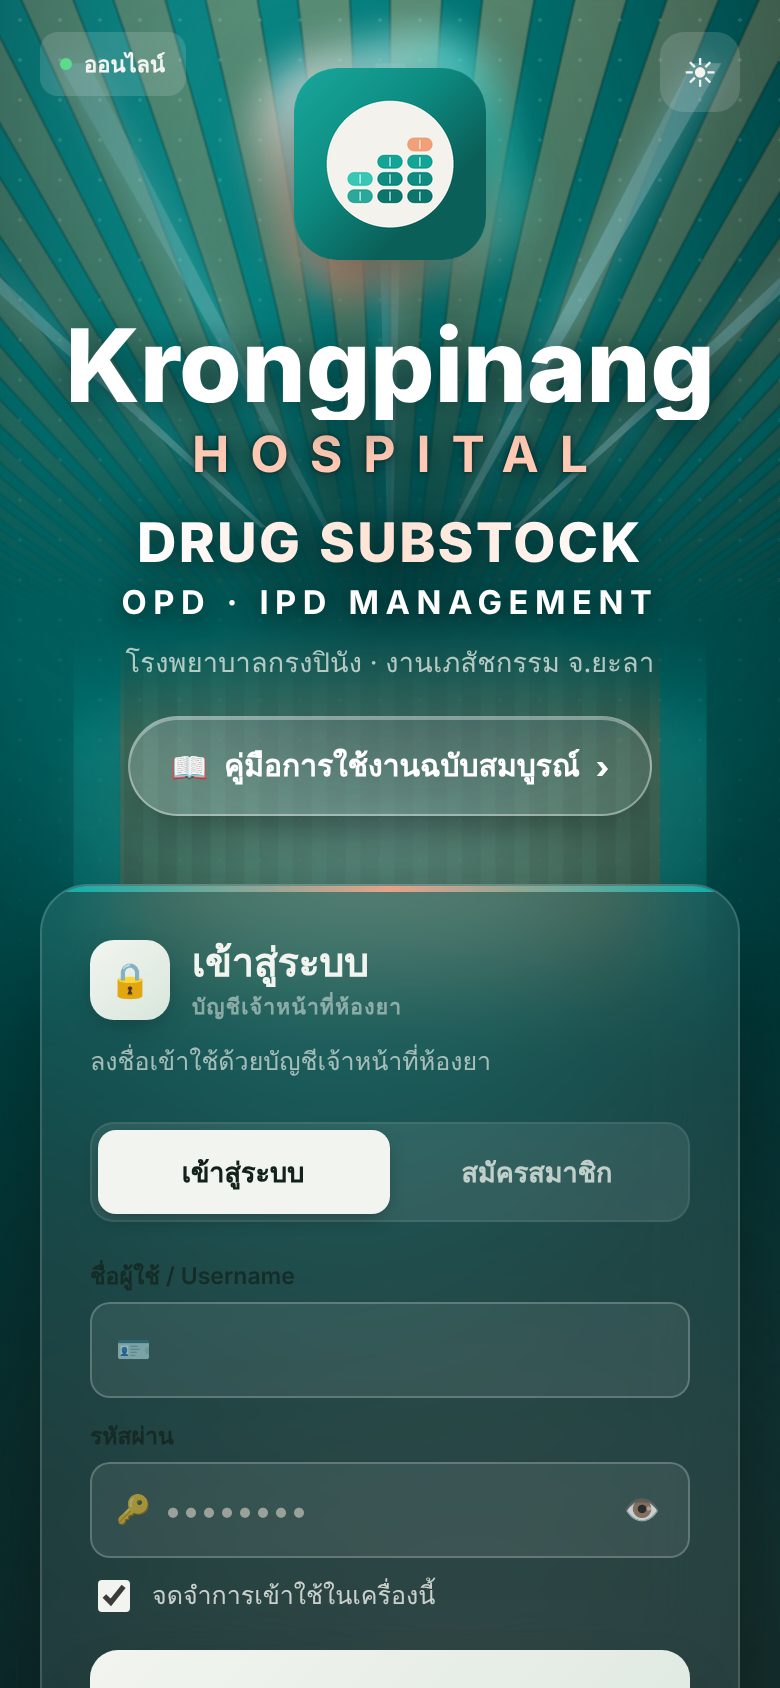 ออนไลน์
Krongpinang
HOSPITAL
DRUG SUBSTOCK
OPD · IPD MANAGEMENT
โรงพยาบาลกรงปินัง · งานเภสัชกรรม จ.ยะลา
📖 คู่มือการใช้งานฉบับสมบูรณ์ ›
เข้าสู่ระบบ
บัญชีเจ้าหน้าที่ห้องยา
ลงชื่อเข้าใช้ด้วยบัญชีเจ้าหน้าที่ห้องยา
เข้าสู่ระบบ สมัครสมาชิก
ชื่อผู้ใช้ / Username
รหัสผ่าน
••••••••
จดจำการเข้าใช้ในเครื่องนี้